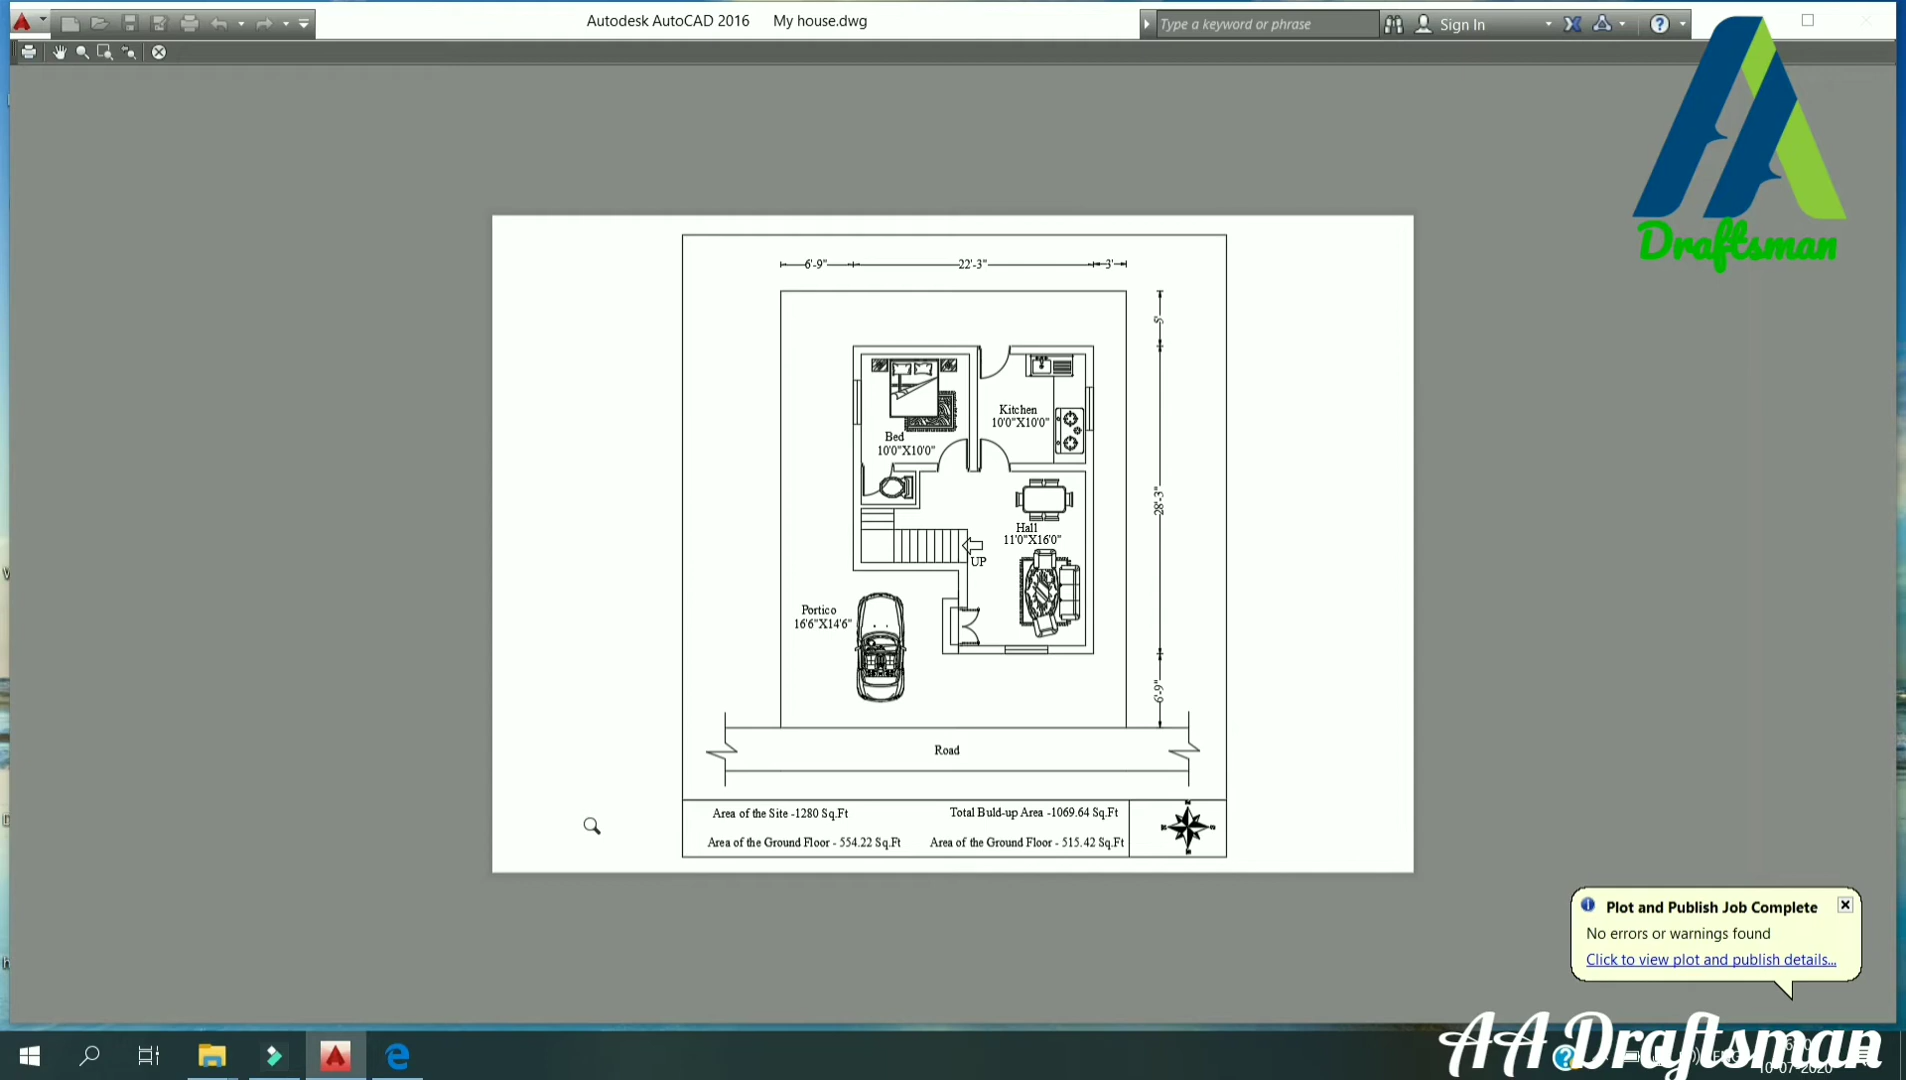 Autodesk AutoCAD 2016 My house.dwg
Type a keyword or phrase
Sign In
Draftsman
6'-9"
22'-3"
3'
5'
Kitchen
10'0"X10'0"
Bed
10'0"X10'0"
28'-3"
Hall
11'0"X16'0"
UP
Portico
16'6"X14'6"
6'-9"
Road
Area of the Site -1280 Sq.Ft
Total Buld-up Area -1069.64 Sq.Ft
Area of the Ground Floor - 554.22 Sq.Ft
Area of the Ground Floor - 515.42 Sq.Ft
Plot and Publish Job Complete
No errors or warnings found
Click to view plot and publish details...
AA Draftsman
10-07-2020